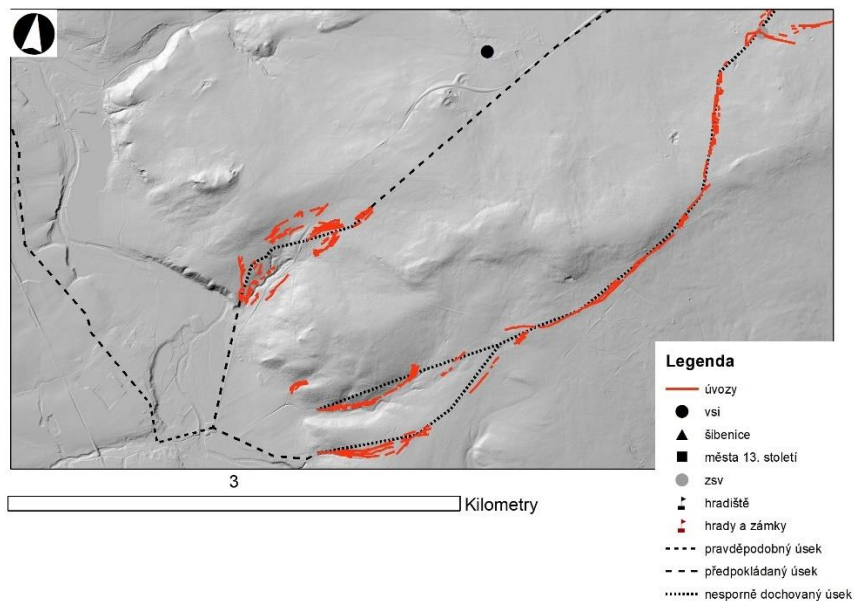 Legenda
úvozy
vsi
šibenice
města 13. století
zsv
hradiště
hrady a zámky
pravděpodobný úsek
předpokládaný úsek
nesporně dochovaný úsek
3
Kilometry